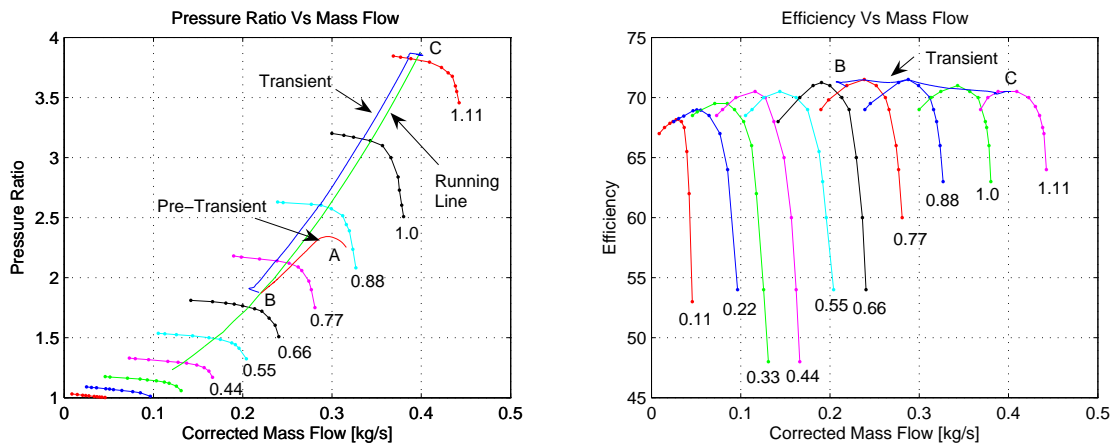 Pressure Ratio Vs Mass Flow
4
3.5
3
2.5
2
1.5
1
Pressure Ratio
0
0.1
0.2
0.3
0.4
0.5
Corrected Mass Flow [kg/s]
C
Transient
1.11
Running
Line
Pre-Transient
1.0
A
0.88
B
0.77
0.66
0.55
0.44
Efficiency Vs Mass Flow
75
70
65
60
55
50
45
Efficiency
0
0.1
0.2
0.3
0.4
0.5
Corrected Mass Flow [kg/s]
Transient
B
C
0.88
1.0
1.11
0.77
0.11
0.22
0.55
0.66
0.33
0.44